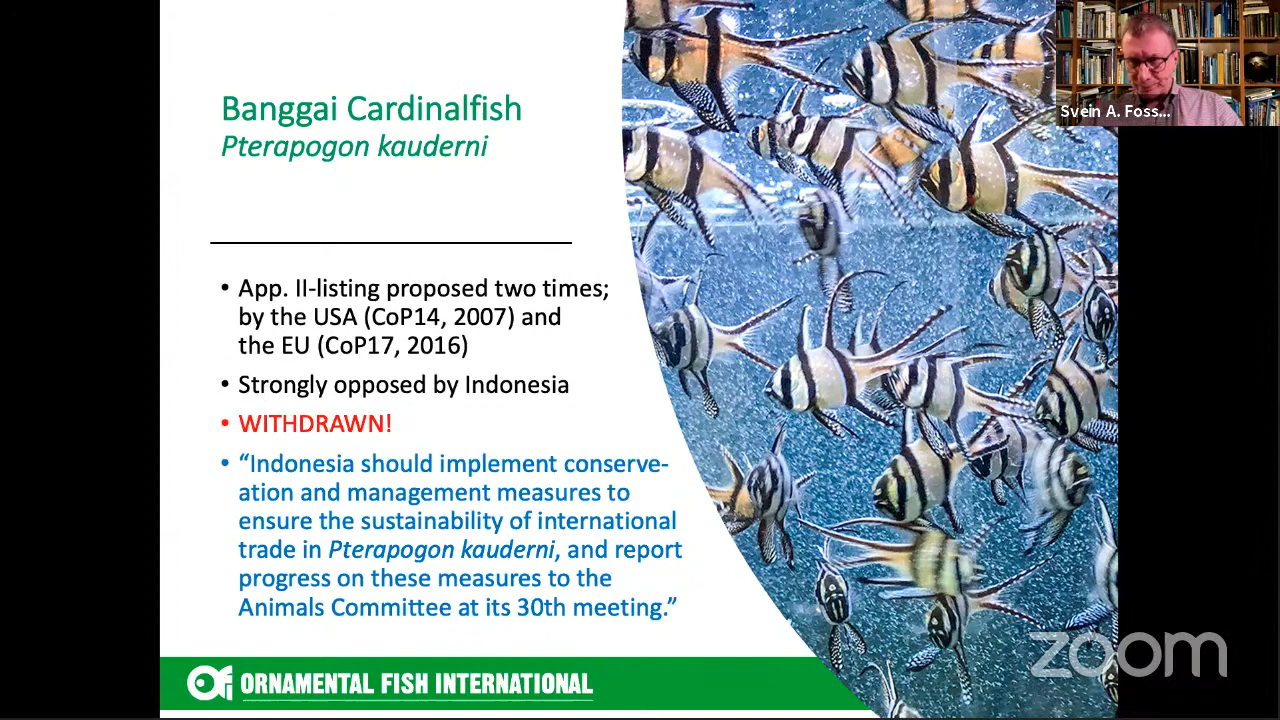 Banggai Cardinalfish
Pterapogon kauderni
• App. II-listing proposed two times;
by the USA (CoP14, 2007) and
the EU (CoP17, 2016)
• Strongly opposed by Indonesia
• WITHDRAWN!
• “Indonesia should implement conserve-
ation and management measures to
ensure the sustainability of international
trade in Pterapogon kauderni, and report
progress on these measures to the
Animals Committee at its 30th meeting.”
ORNAMENTAL FISH INTERNATIONAL
Svein A. Foss...
zoom